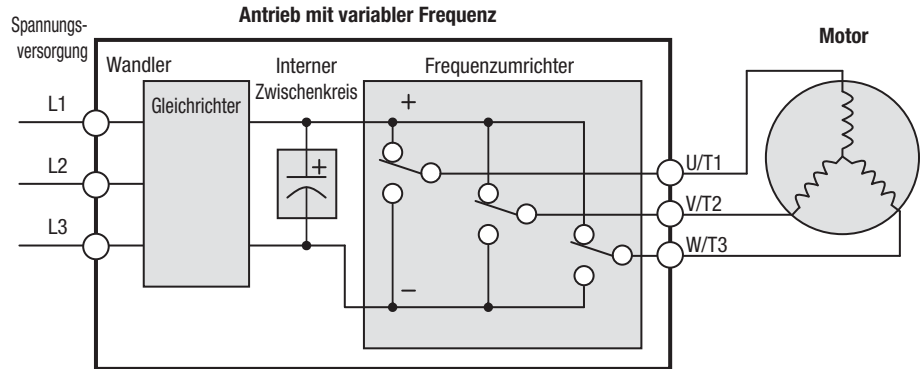 Antrieb mit variabler Frequenz
Spannungs-
versorgung
Motor
Wandler
Interner
Zwischenkreis
Frequenzumrichter
Gleichrichter
L1
L2
L3
+
+
–
U/T1
V/T2
W/T3